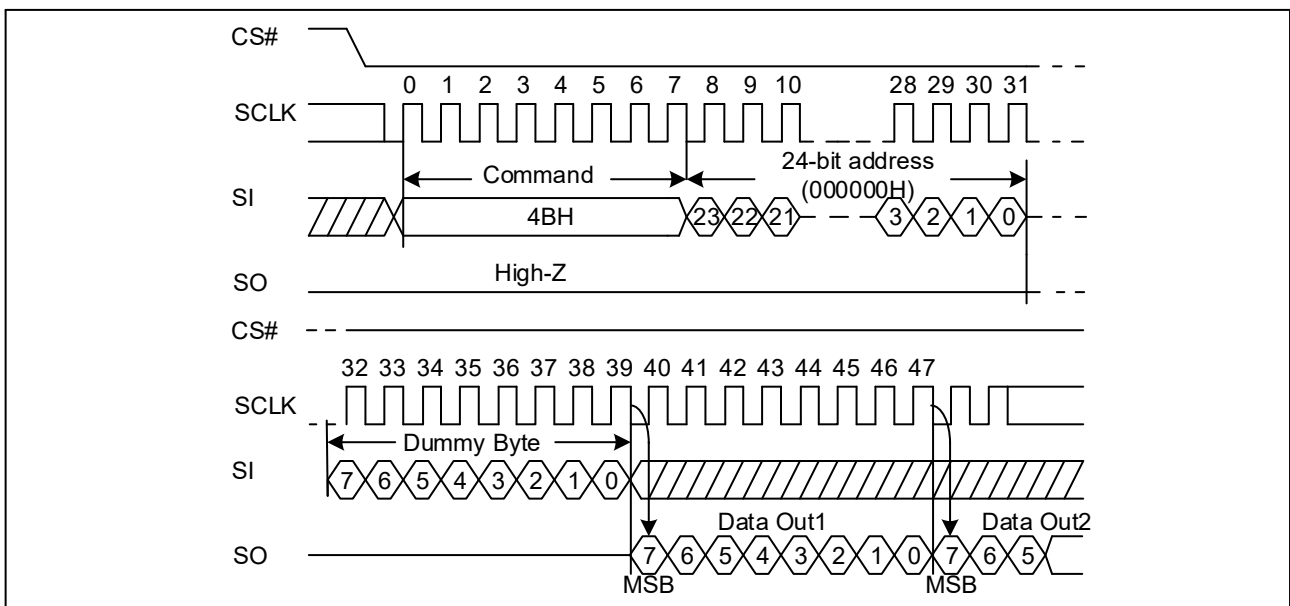 CS#
0 1 2 3 4 5 6 7 8 9 10 28 29 30 31
SCLK
Command
24-bit address
(000000H)
SI
4BH
23 22 21 3 2 1 0
High-Z
SO
CS#
32 33 34 35 36 37 38 39 40 41 42 43 44 45 46 47
SCLK
Dummy Byte
SI
7 6 5 4 3 2 1 0
Data Out1 Data Out2
SO
7 6 5 4 3 2 1 0 7 6 5
MSB MSB